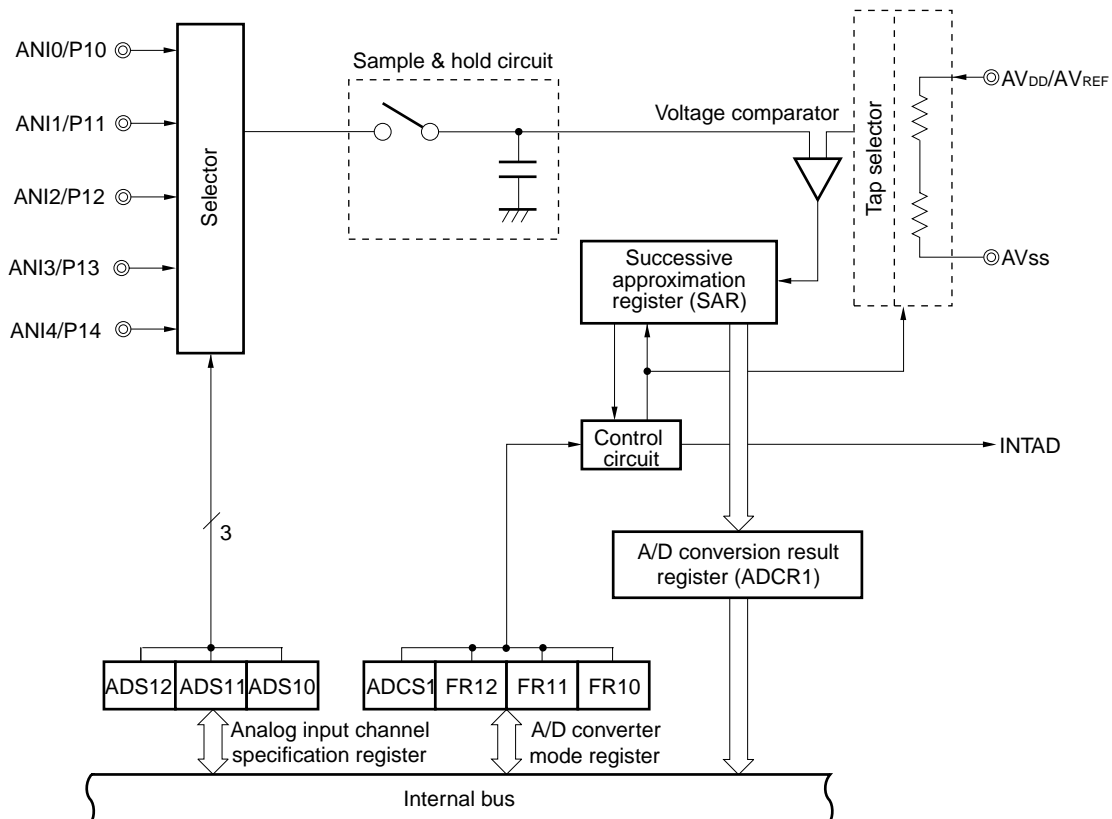 ANI0/P10
ANI1/P11
ANI2/P12
ANI3/P13
ANI4/P14
Selector
Sample & hold circuit
Voltage comparator
Tap selector
AVDD/AVREF
AVss
Successive
approximation
register (SAR)
Control
circuit
INTAD
3
A/D conversion result
register (ADCR1)
ADS12 ADS11 ADS10
ADCS1 FR12 FR11 FR10
Analog input channel
specification register
A/D converter
mode register
Internal bus